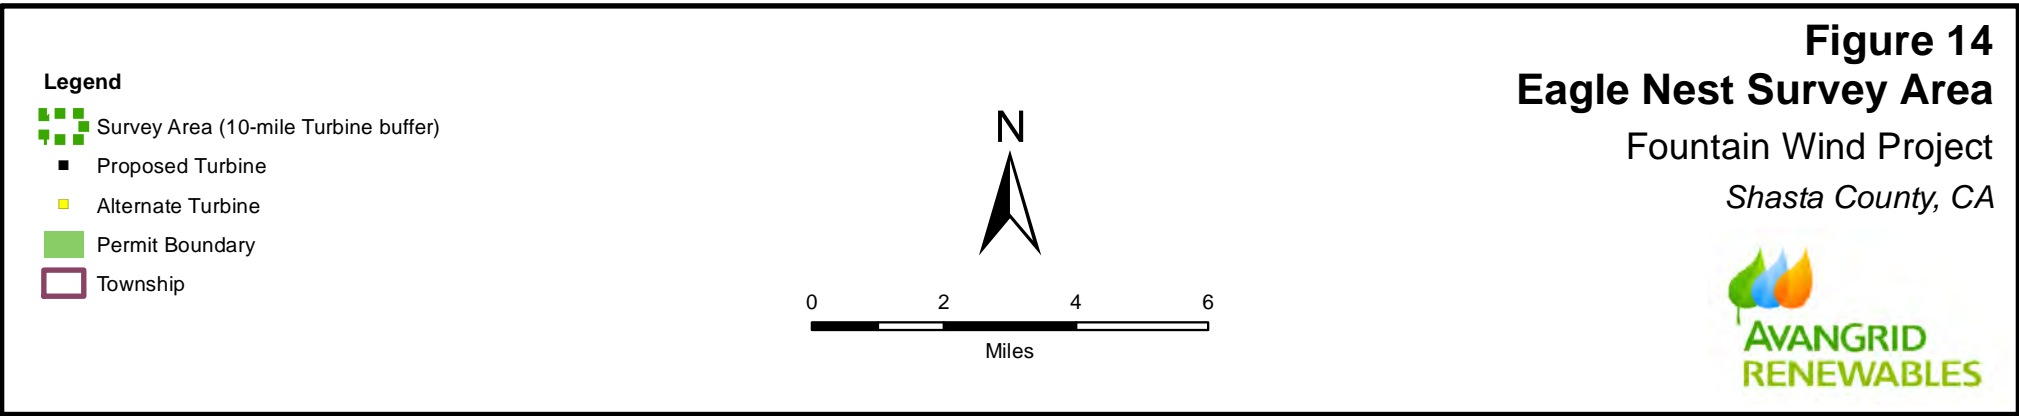 Legend
Survey Area (10-mile Turbine buffer)
Proposed Turbine
Alternate Turbine
Permit Boundary
Township
N
0 2 4 6
Miles
Figure 14
Eagle Nest Survey Area
Fountain Wind Project
Shasta County, CA
AVANGRID
RENEWABLES